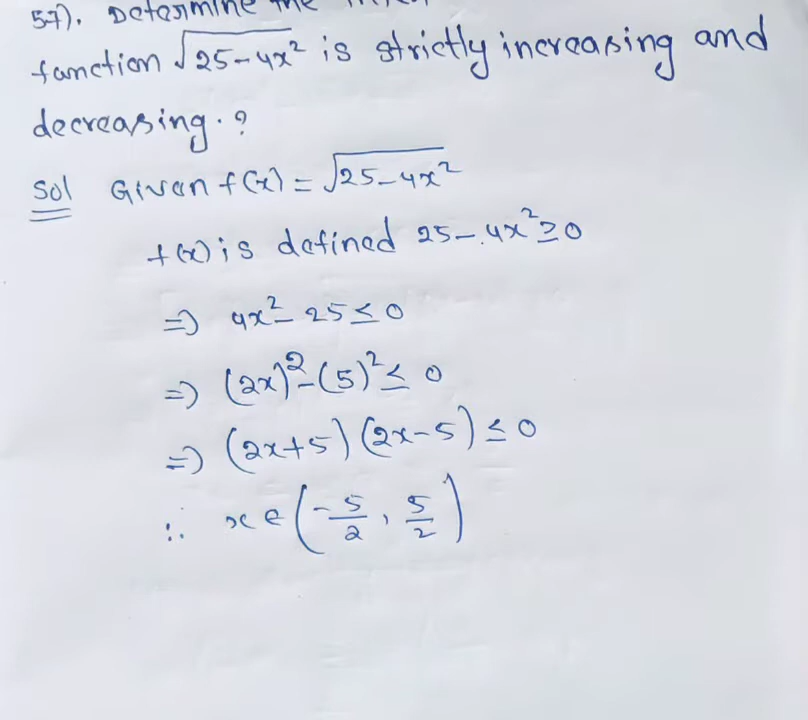 57). Determine the
function √25-4x² is strictly increasing and
decreasing.?
Sol Given f(x) = √25-4x²
f(x) is defined 25-4x² ≥ 0
⇒ 4x² - 25 ≤ 0
⇒ (2x)² - (5)² ≤ 0
⇒ (2x+5) (2x-5) ≤ 0
∴ x ∈ (-5/2, 5/2)